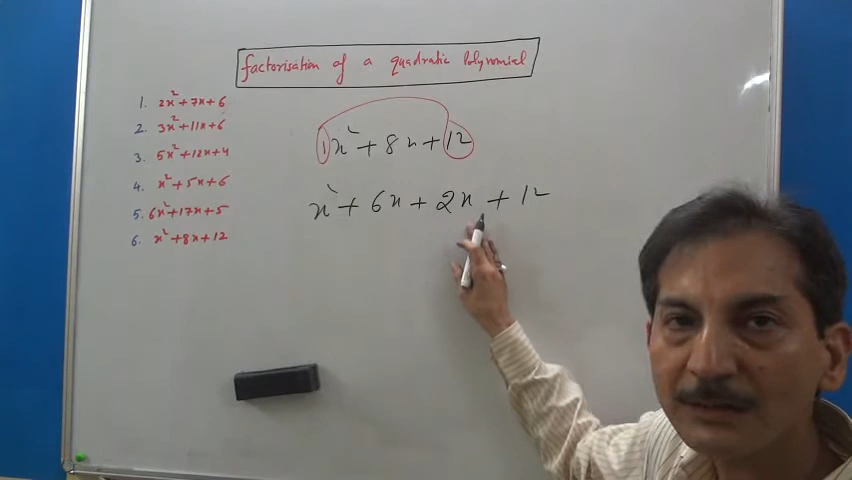 factorisation of a quadratic Polynomial
1. 2x²+7x+6
2. 3x²+11x+6
3. 5x²+12x+4
4. x²+5x+6
5. 6x²+17x+5
6. x²+8x+12
1x²+8x+12
x²+6x+2x+12